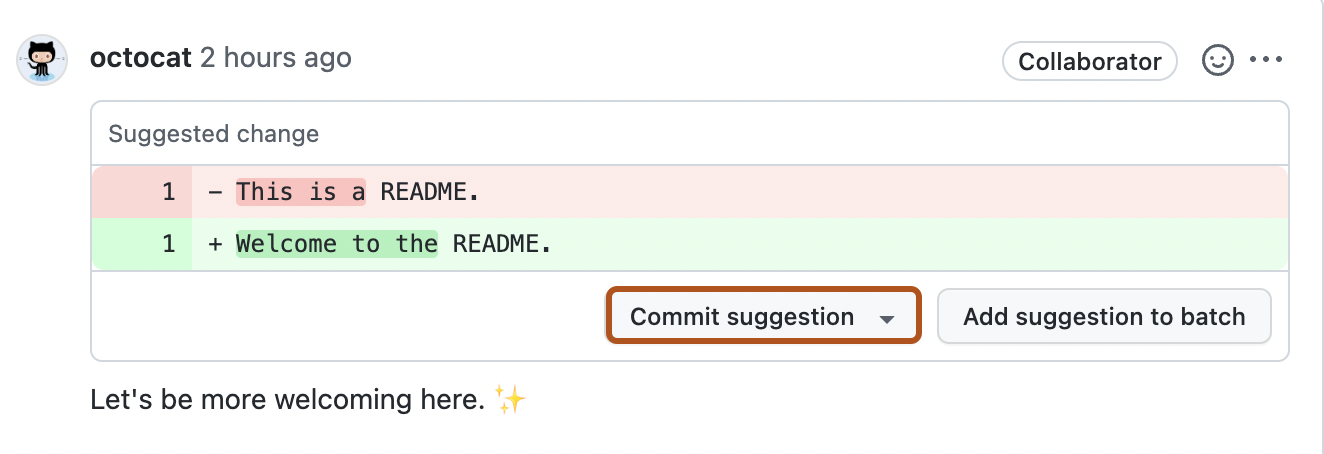 octocat 2 hours ago Collaborator
Suggested change
1 - This is a README.
1 + Welcome to the README.
Commit suggestion Add suggestion to batch
Let's be more welcoming here. ✨